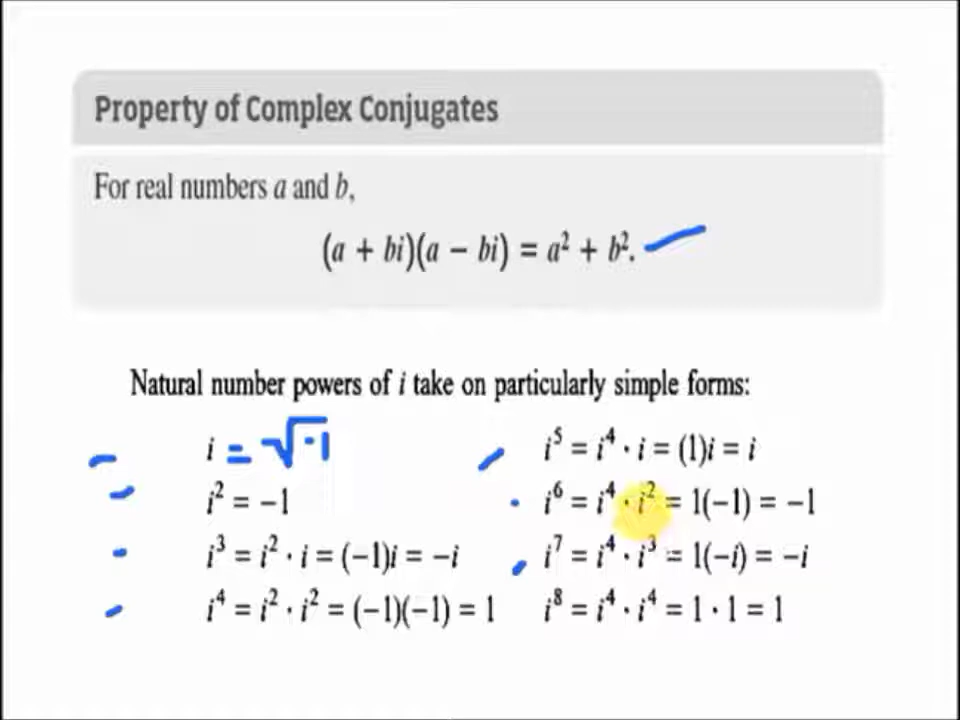 Property of Complex Conjugates
For real numbers a and b,
(a + bi)(a − bi) = a² + b².
Natural number powers of i take on particularly simple forms:
i = √-1
i² = −1
i³ = i² · i = (−1)i = −i
i⁴ = i² · i² = (−1)(−1) = 1
i⁵ = i⁴ · i = (1)i = i
i⁶ = i⁴ · i² = 1(−1) = −1
i⁷ = i⁴ · i³ = 1(−i) = −i
i⁸ = i⁴ · i⁴ = 1 · 1 = 1